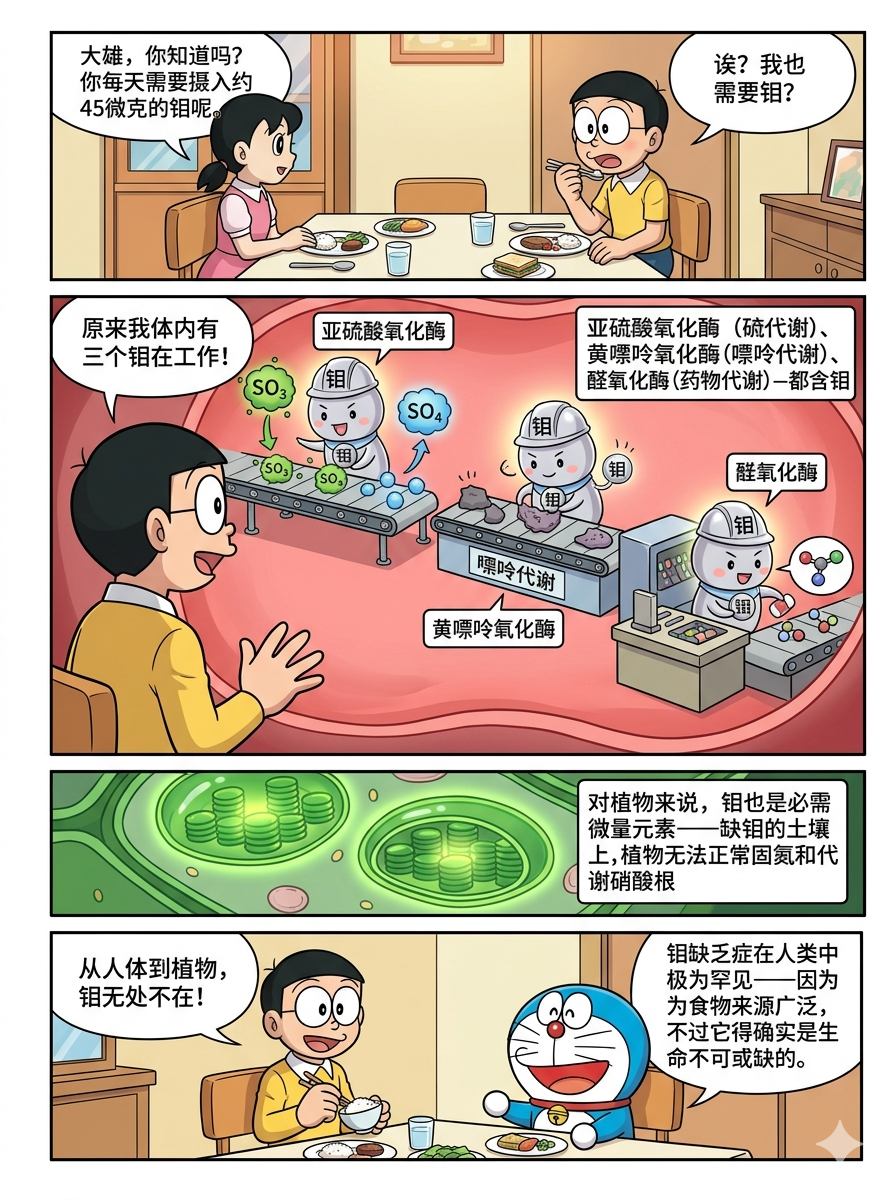 大雄，你知道吗？
你每天需要摄入约
45微克的钼呢。
诶？我也
需要钼？
原来我体内有
三个钼在工作！
亚硫酸氧化酶
亚硫酸氧化酶（硫代谢）、
黄嘌呤氧化酶(嘌呤代谢)、
醛氧化酶(药物代谢)—都含钼
SO₃
钼
SO₄
钼
SO₃
SO₃
钼
钼
钼
嘌呤代谢
黄嘌呤氧化酶
醛氧化酶
钼
对植物来说，钼也是必需
微量元素——缺钼的土壤
上，植物无法正常固氮和代
谢硝酸根
从人体到植物，
钼无处不在！
钼缺乏症在人类中
极为罕见——因为
为食物来源广泛，
不过它得确实是生
命不可或缺的。